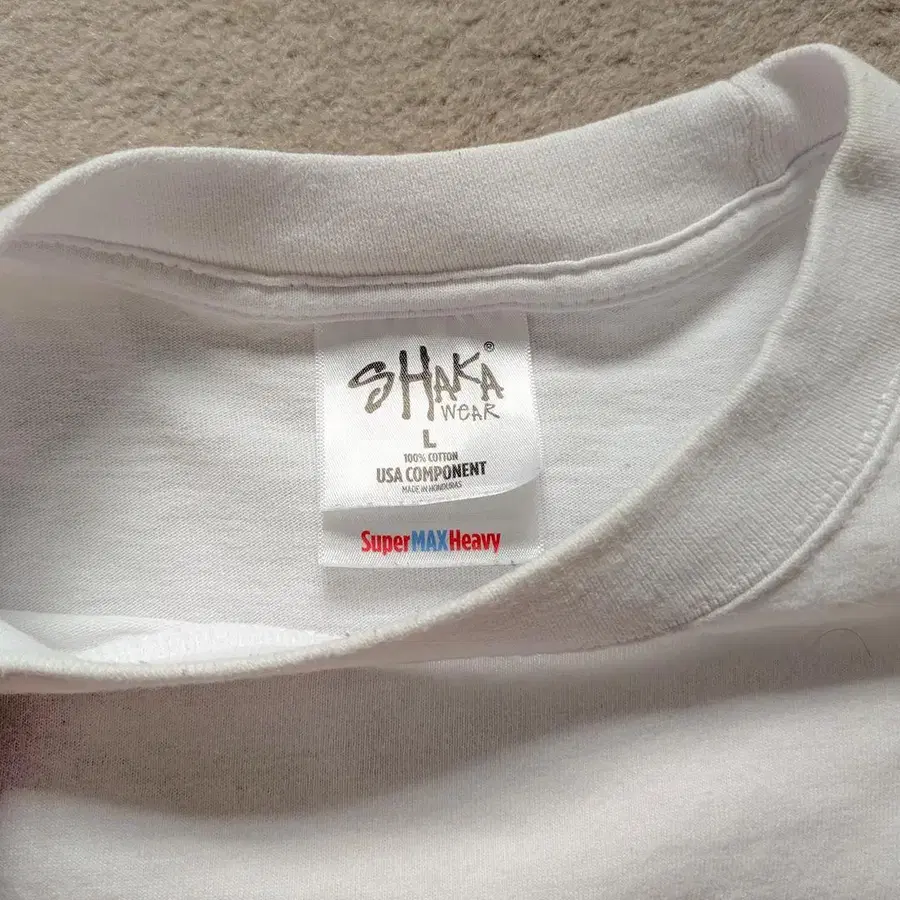 SHAKA®
WEAR
L
100% COTTON
USA COMPONENT
MADE IN HONDURAS
SuperMAXHeavy